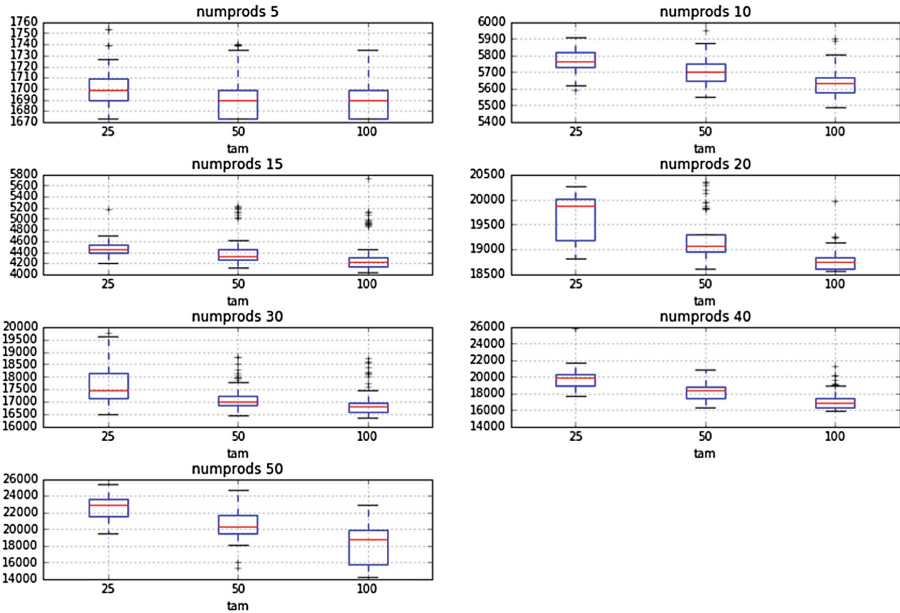 numprods 5
1760
1750
1740
1730
1720
1710
1700
1690
1680
1670
25 50 100
tam
numprods 10
6000
5900
5800
5700
5600
5500
5400
25 50 100
tam
numprods 15
5800
5600
5400
5200
5000
4800
4600
4400
4200
4000
25 50 100
tam
numprods 20
20500
20000
19500
19000
18500
25 50 100
tam
numprods 30
20000
19500
19000
18500
18000
17500
17000
16500
16000
25 50 100
tam
numprods 40
26000
24000
22000
20000
18000
16000
14000
25 50 100
tam
numprods 50
26000
24000
22000
20000
18000
16000
14000
25 50 100
tam